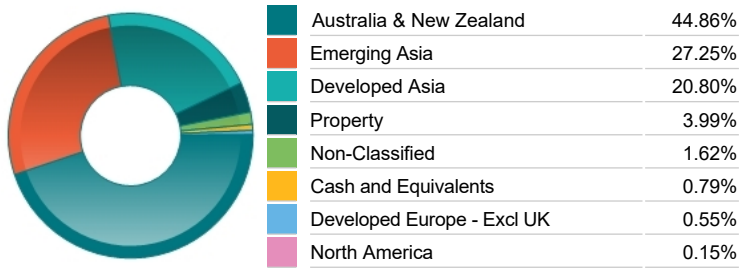 Australia & New Zealand 44.86%
Emerging Asia 27.25%
Developed Asia 20.80%
Property 3.99%
Non-Classified 1.62%
Cash and Equivalents 0.79%
Developed Europe - Excl UK 0.55%
North America 0.15%